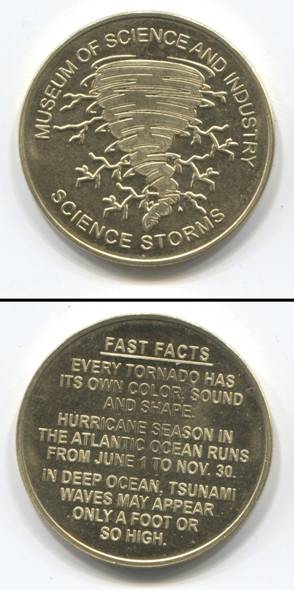 MUSEUM OF SCIENCE AND INDUSTRY
SCIENCE STORMS
FAST FACTS
EVERY TORNADO HAS
ITS OWN COLOR, SOUND
AND SHAPE.
HURRICANE SEASON IN
THE ATLANTIC OCEAN RUNS
FROM JUNE 1 TO NOV. 30.
IN DEEP OCEAN, TSUNAMI
WAVES MAY APPEAR
ONLY A FOOT OR
SO HIGH.